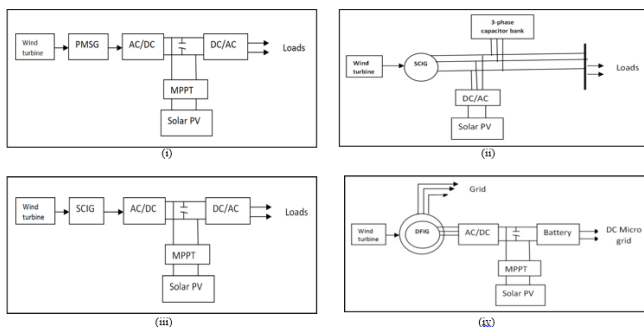 Wind turbine
PMSG
AC/DC
DC/AC
Loads
MPPT
Solar PV
(i)
3-phase capacitor bank
Wind turbine
SCIG
Loads
DC/AC
Solar PV
(ii)
Wind turbine
SCIG
AC/DC
DC/AC
Loads
MPPT
Solar PV
(iii)
Grid
Wind turbine
DFIG
AC/DC
Battery
DC Micro grid
MPPT
Solar PV
(iv)